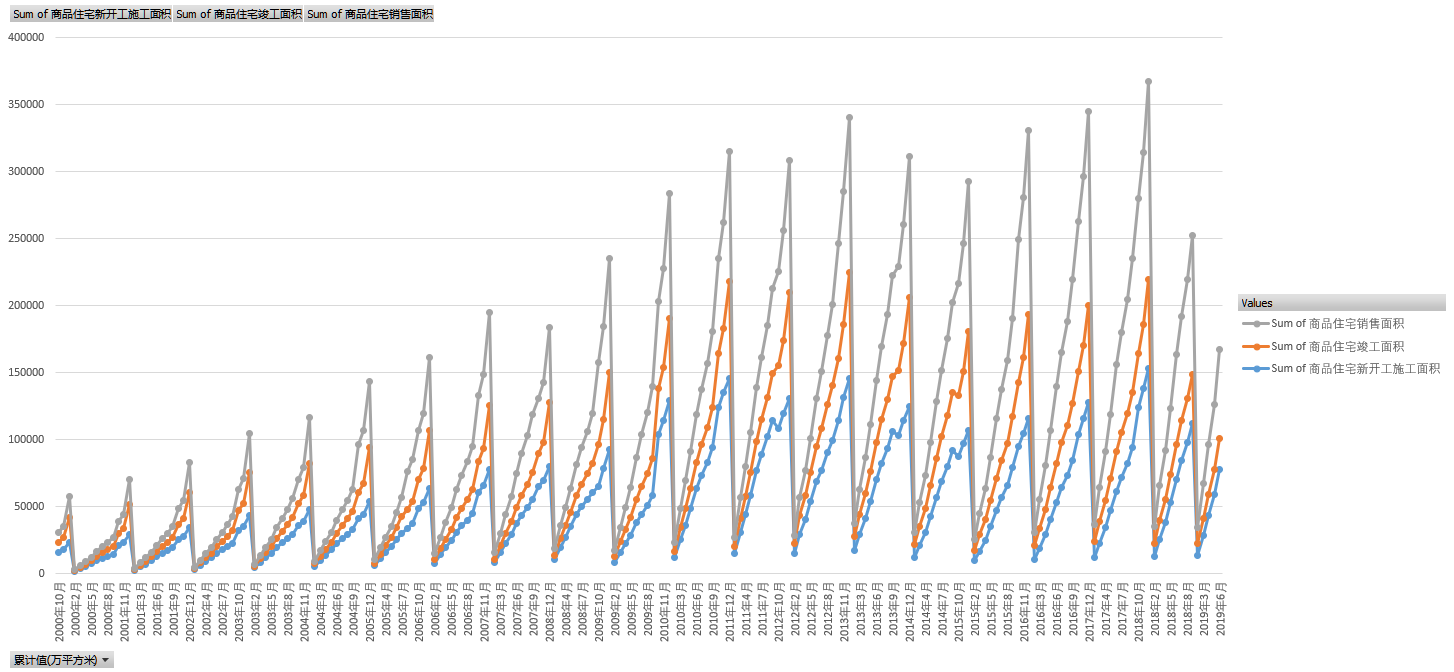 Sum of 商品住宅新开工施工面积
Sum of 商品住宅竣工面积
Sum of 商品住宅销售面积
400000
350000
300000
250000
200000
150000
100000
50000
0
2000年10月
2000年2月
2000年5月
2000年8月
2001年11月
2001年3月
2001年6月
2001年9月
2002年12月
2002年4月
2002年7月
2003年10月
2003年2月
2003年5月
2003年8月
2004年11月
2004年3月
2004年6月
2004年9月
2005年12月
2005年4月
2005年7月
2006年10月
2006年2月
2006年5月
2006年8月
2007年11月
2007年3月
2007年6月
2007年9月
2008年12月
2008年4月
2008年7月
2009年10月
2009年2月
2009年5月
2009年8月
2010年11月
2010年3月
2010年6月
2010年9月
2011年12月
2011年4月
2011年7月
2012年10月
2012年2月
2012年5月
2012年8月
2013年11月
2013年3月
2013年6月
2013年9月
2014年12月
2014年4月
2014年7月
2015年10月
2015年2月
2015年5月
2015年8月
2016年11月
2016年3月
2016年6月
2016年9月
2017年12月
2017年4月
2017年7月
2018年10月
2018年2月
2018年5月
2018年8月
2019年3月
2019年6月
Values
Sum of 商品住宅销售面积
Sum of 商品住宅竣工面积
Sum of 商品住宅新开工施工面积
累计值(万平方米)